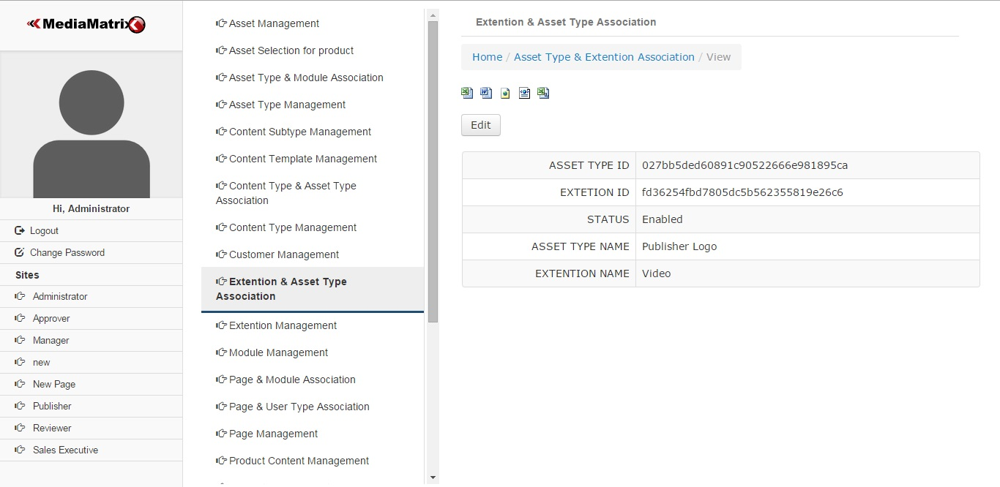 MediaMatrix
Hi, Administrator
Logout
Change Password
Sites
Administrator
Approver
Manager
new
New Page
Publisher
Reviewer
Sales Executive
Asset Management
Asset Selection for product
Asset Type & Module Association
Asset Type Management
Content Subtype Management
Content Template Management
Content Type & Asset Type
Association
Content Type Management
Customer Management
Extention & Asset Type
Association
Extention Management
Module Management
Page & Module Association
Page & User Type Association
Page Management
Product Content Management
Extention & Asset Type Association
Home / Asset Type & Extention Association / View
Edit
ASSET TYPE ID 027bb5ded60891c90522666e981895ca
EXTETION ID fd36254fbd7805dc5b562355819e26c6
STATUS Enabled
ASSET TYPE NAME Publisher Logo
EXTENTION NAME Video